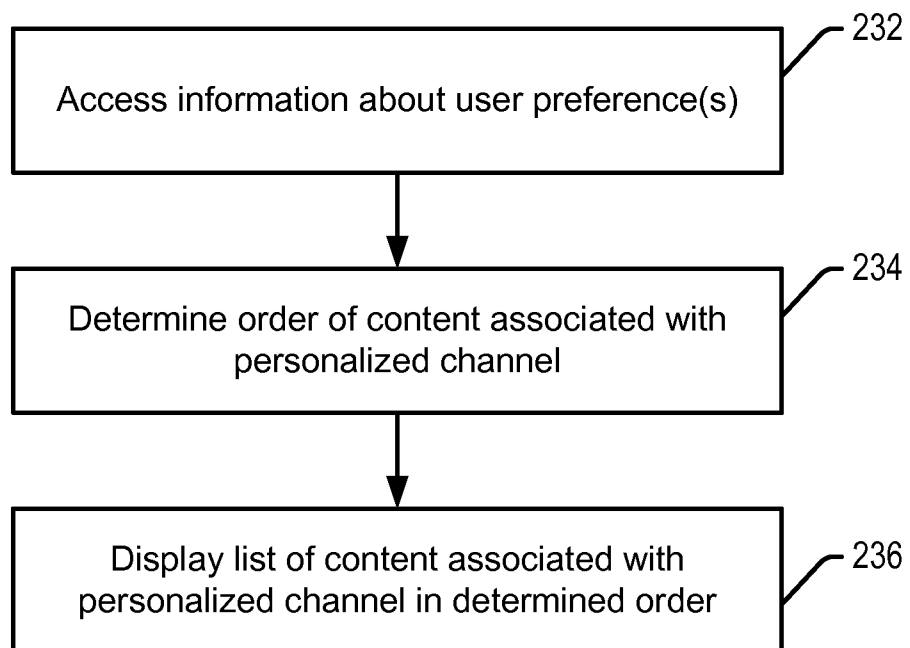 232
Access information about user preference(s)
234
Determine order of content associated with
personalized channel
236
Display list of content associated with
personalized channel in determined order